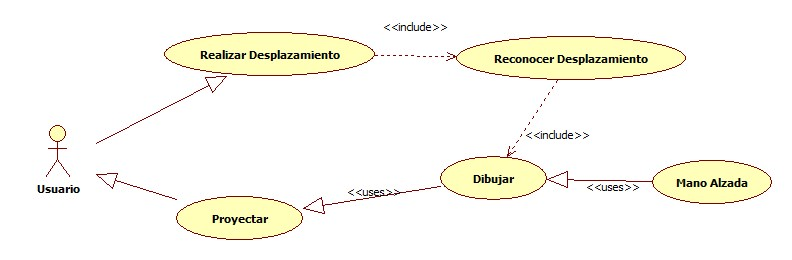 <<include>>
Realizar Desplazamiento
Reconocer Desplazamiento
<<include>>
Usuario
Dibujar
<<uses>>
<<uses>>
Mano Alzada
Proyectar